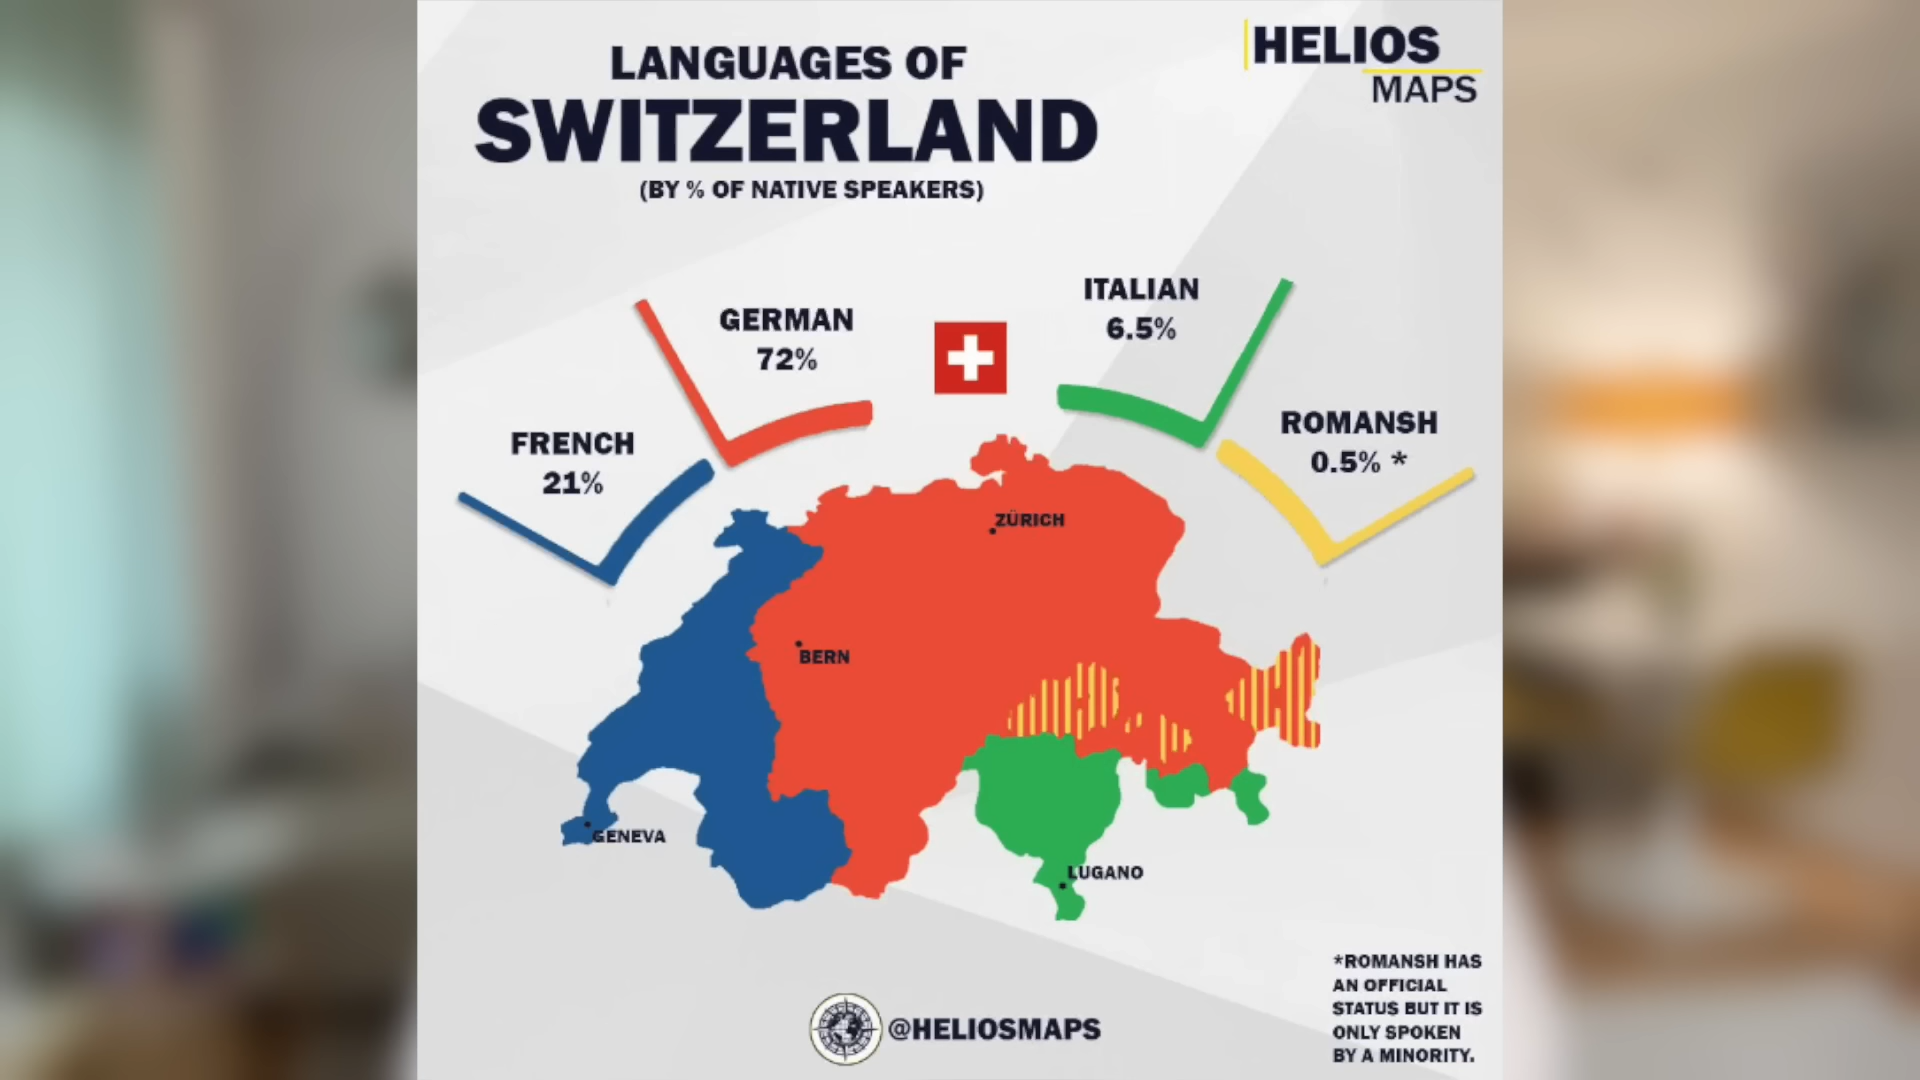 LANGUAGES OF
SWITZERLAND
(BY % OF NATIVE SPEAKERS)
HELIOS
MAPS
ITALIAN
6.5%
GERMAN
72%
ROMANSH
0.5% *
FRENCH
21%
ZÜRICH
BERN
GENEVA
LUGANO
*ROMANSH HAS
AN OFFICIAL
STATUS BUT IT IS
ONLY SPOKEN
BY A MINORITY.
@HELIOSMAPS